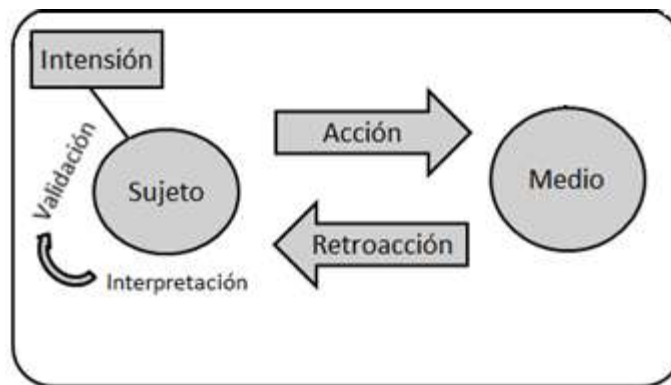 Intensión
Acción
Validación
Sujeto
Medio
Retroacción
Interpretación